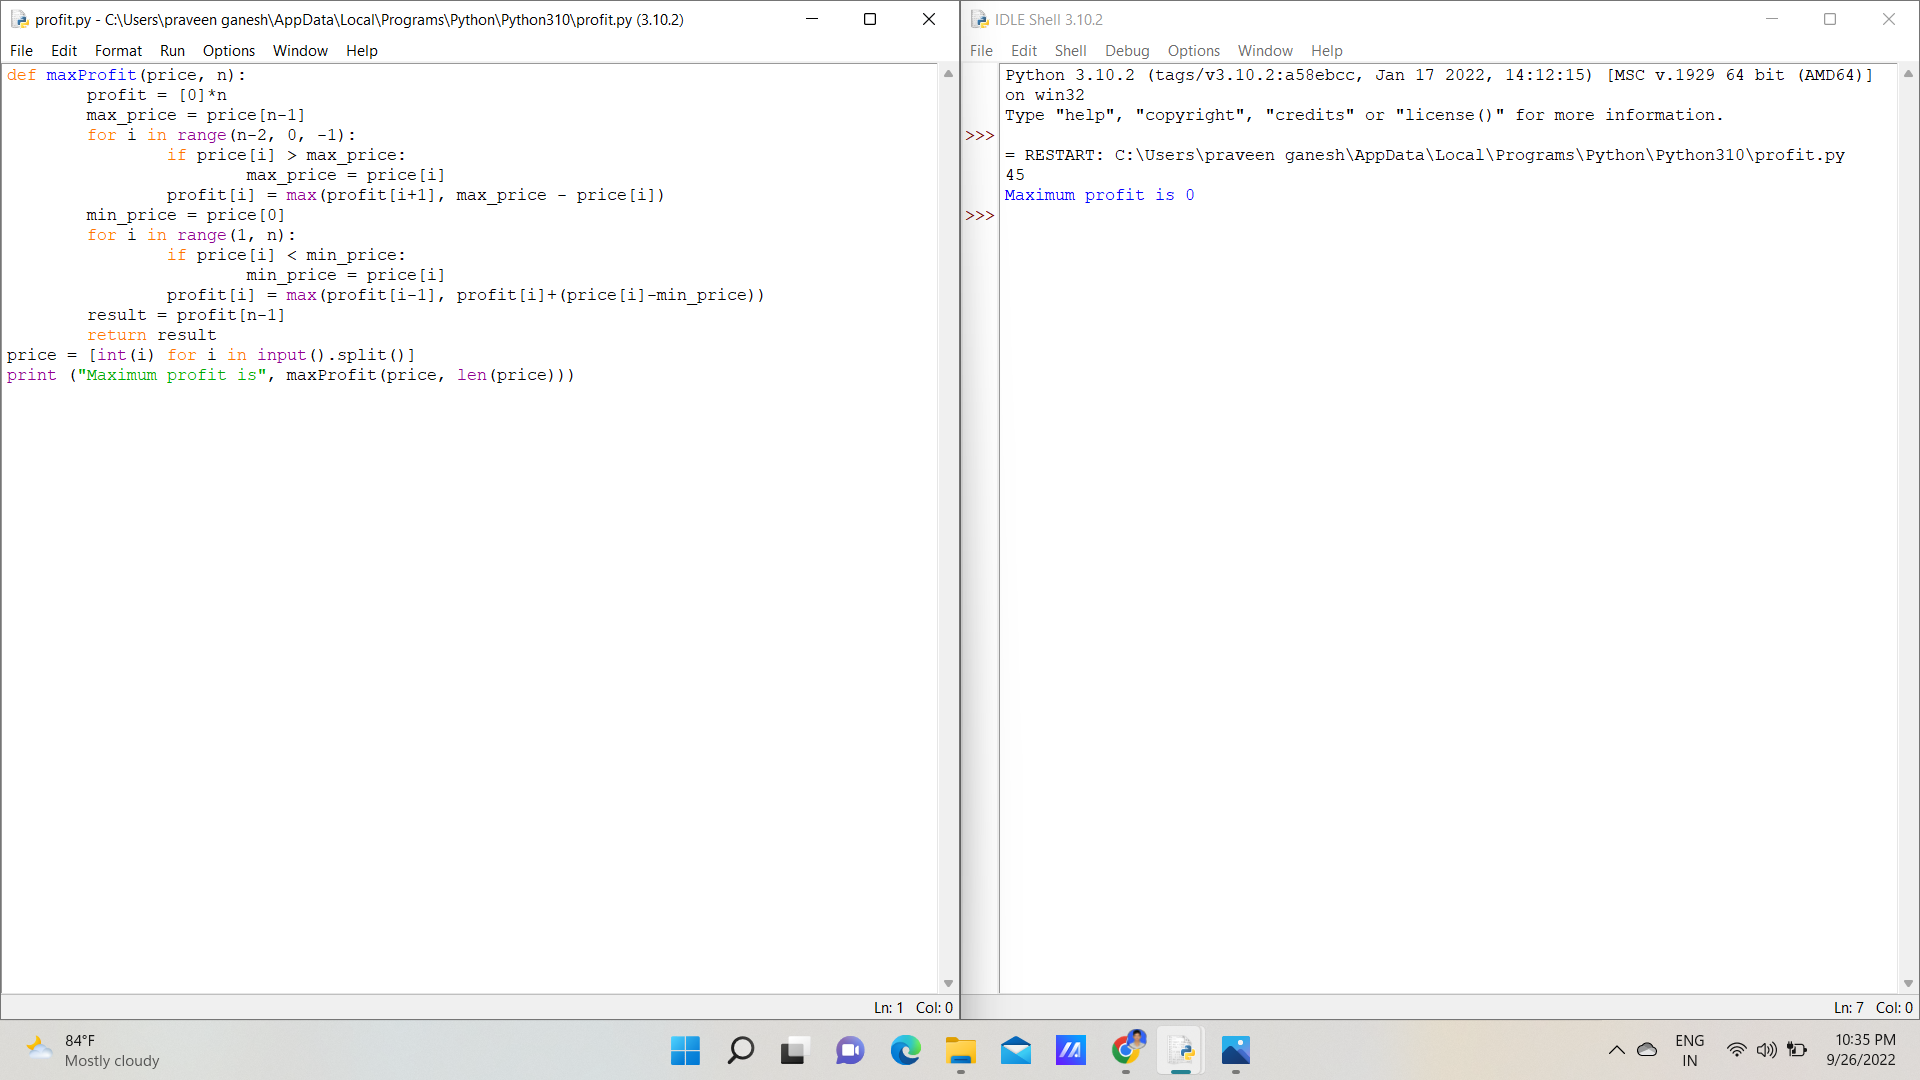 profit.py - C:\Users\praveen ganesh\AppData\Local\Programs\Python\Python310\profit.py (3.10.2)
File Edit Format Run Options Window Help
def maxProfit(price, n):
        profit = [0]*n
        max_price = price[n-1]
        for i in range(n-2, 0, -1):
                if price[i] > max_price:
                        max_price = price[i]
                profit[i] = max(profit[i+1], max_price - price[i])
        min_price = price[0]
        for i in range(1, n):
                if price[i] < min_price:
                        min_price = price[i]
                profit[i] = max(profit[i-1], profit[i]+(price[i]-min_price))
        result = profit[n-1]
        return result
price = [int(i) for i in input().split()]
print ("Maximum profit is", maxProfit(price, len(price)))
Ln: 1 Col: 0
IDLE Shell 3.10.2
File Edit Shell Debug Options Window Help
Python 3.10.2 (tags/v3.10.2:a58ebcc, Jan 17 2022, 14:12:15) [MSC v.1929 64 bit (AMD64)]
on win32
Type "help", "copyright", "credits" or "license()" for more information.
>>>
= RESTART: C:\Users\praveen ganesh\AppData\Local\Programs\Python\Python310\profit.py
45
Maximum profit is 0
>>>
Ln: 7 Col: 0
84°F
Mostly cloudy
ENG
IN
10:35 PM
9/26/2022